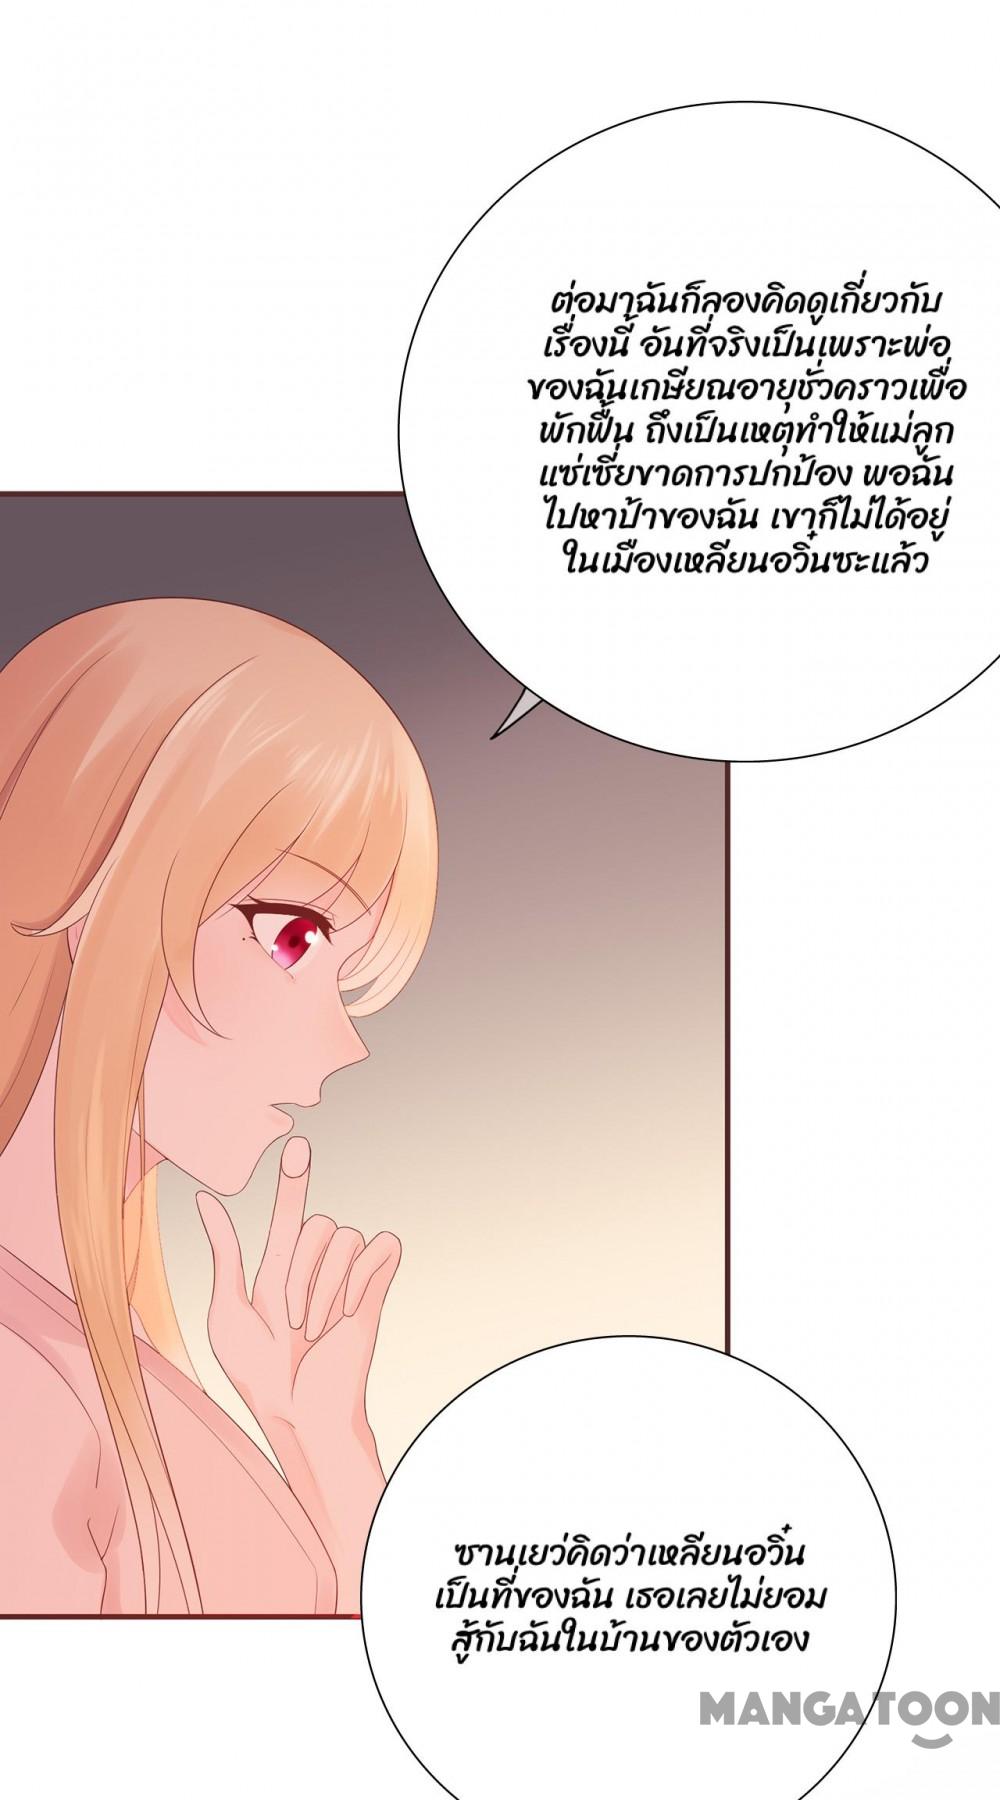 ต่อมาฉันก็ลองคิดดูเกี่ยวกับ
เรื่องนี้ อันที่จริงเป็นเพราะพ่อ
ของฉันเกษียณอายุชั่วคราวเพื่อ
พักฟื้น ถึงเป็นเหตุทำให้แม่ลูก
แซ่เซี่ยขาดการปกป้อง พอฉัน
ไปหาป้าของฉัน เขาก็ไม่ได้อยู่
ในเมืองเหลียนอวิ๋นซะแล้ว
ซานเยว่คิดว่าเหลียนอวิ๋น
เป็นที่ของฉัน เธอเลยไม่ยอม
สู้กับฉันในบ้านของตัวเอง
MANGATOON